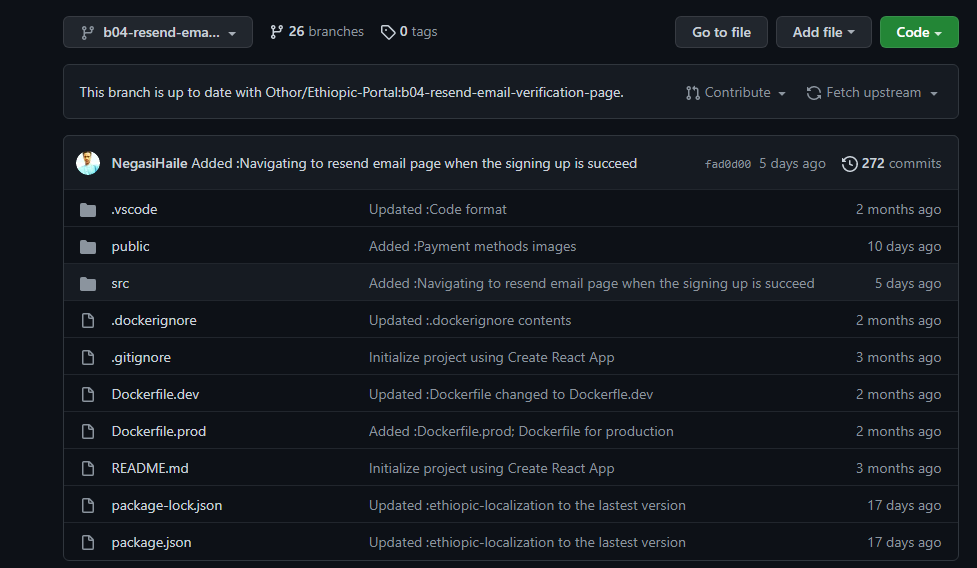 b04-resend-ema... 26 branches 0 tags Go to file Add file Code
This branch is up to date with Othor/Ethiopic-Portal:b04-resend-email-verification-page. Contribute Fetch upstream
NegasiHaile Added :Navigating to resend email page when the signing up is succeed fad0d00 5 days ago 272 commits
.vscode Updated :Code format 2 months ago
public Added :Payment methods images 10 days ago
src Added :Navigating to resend email page when the signing up is succeed 5 days ago
.dockerignore Updated :.dockerignore contents 2 months ago
.gitignore Initialize project using Create React App 3 months ago
Dockerfile.dev Updated :Dockerfile changed to Dockerfle.dev 2 months ago
Dockerfile.prod Added :Dockerfile.prod; Dockerfile for production 2 months ago
README.md Initialize project using Create React App 3 months ago
package-lock.json Updated :ethiopic-localization to the lastest version 17 days ago
package.json Updated :ethiopic-localization to the lastest version 17 days ago